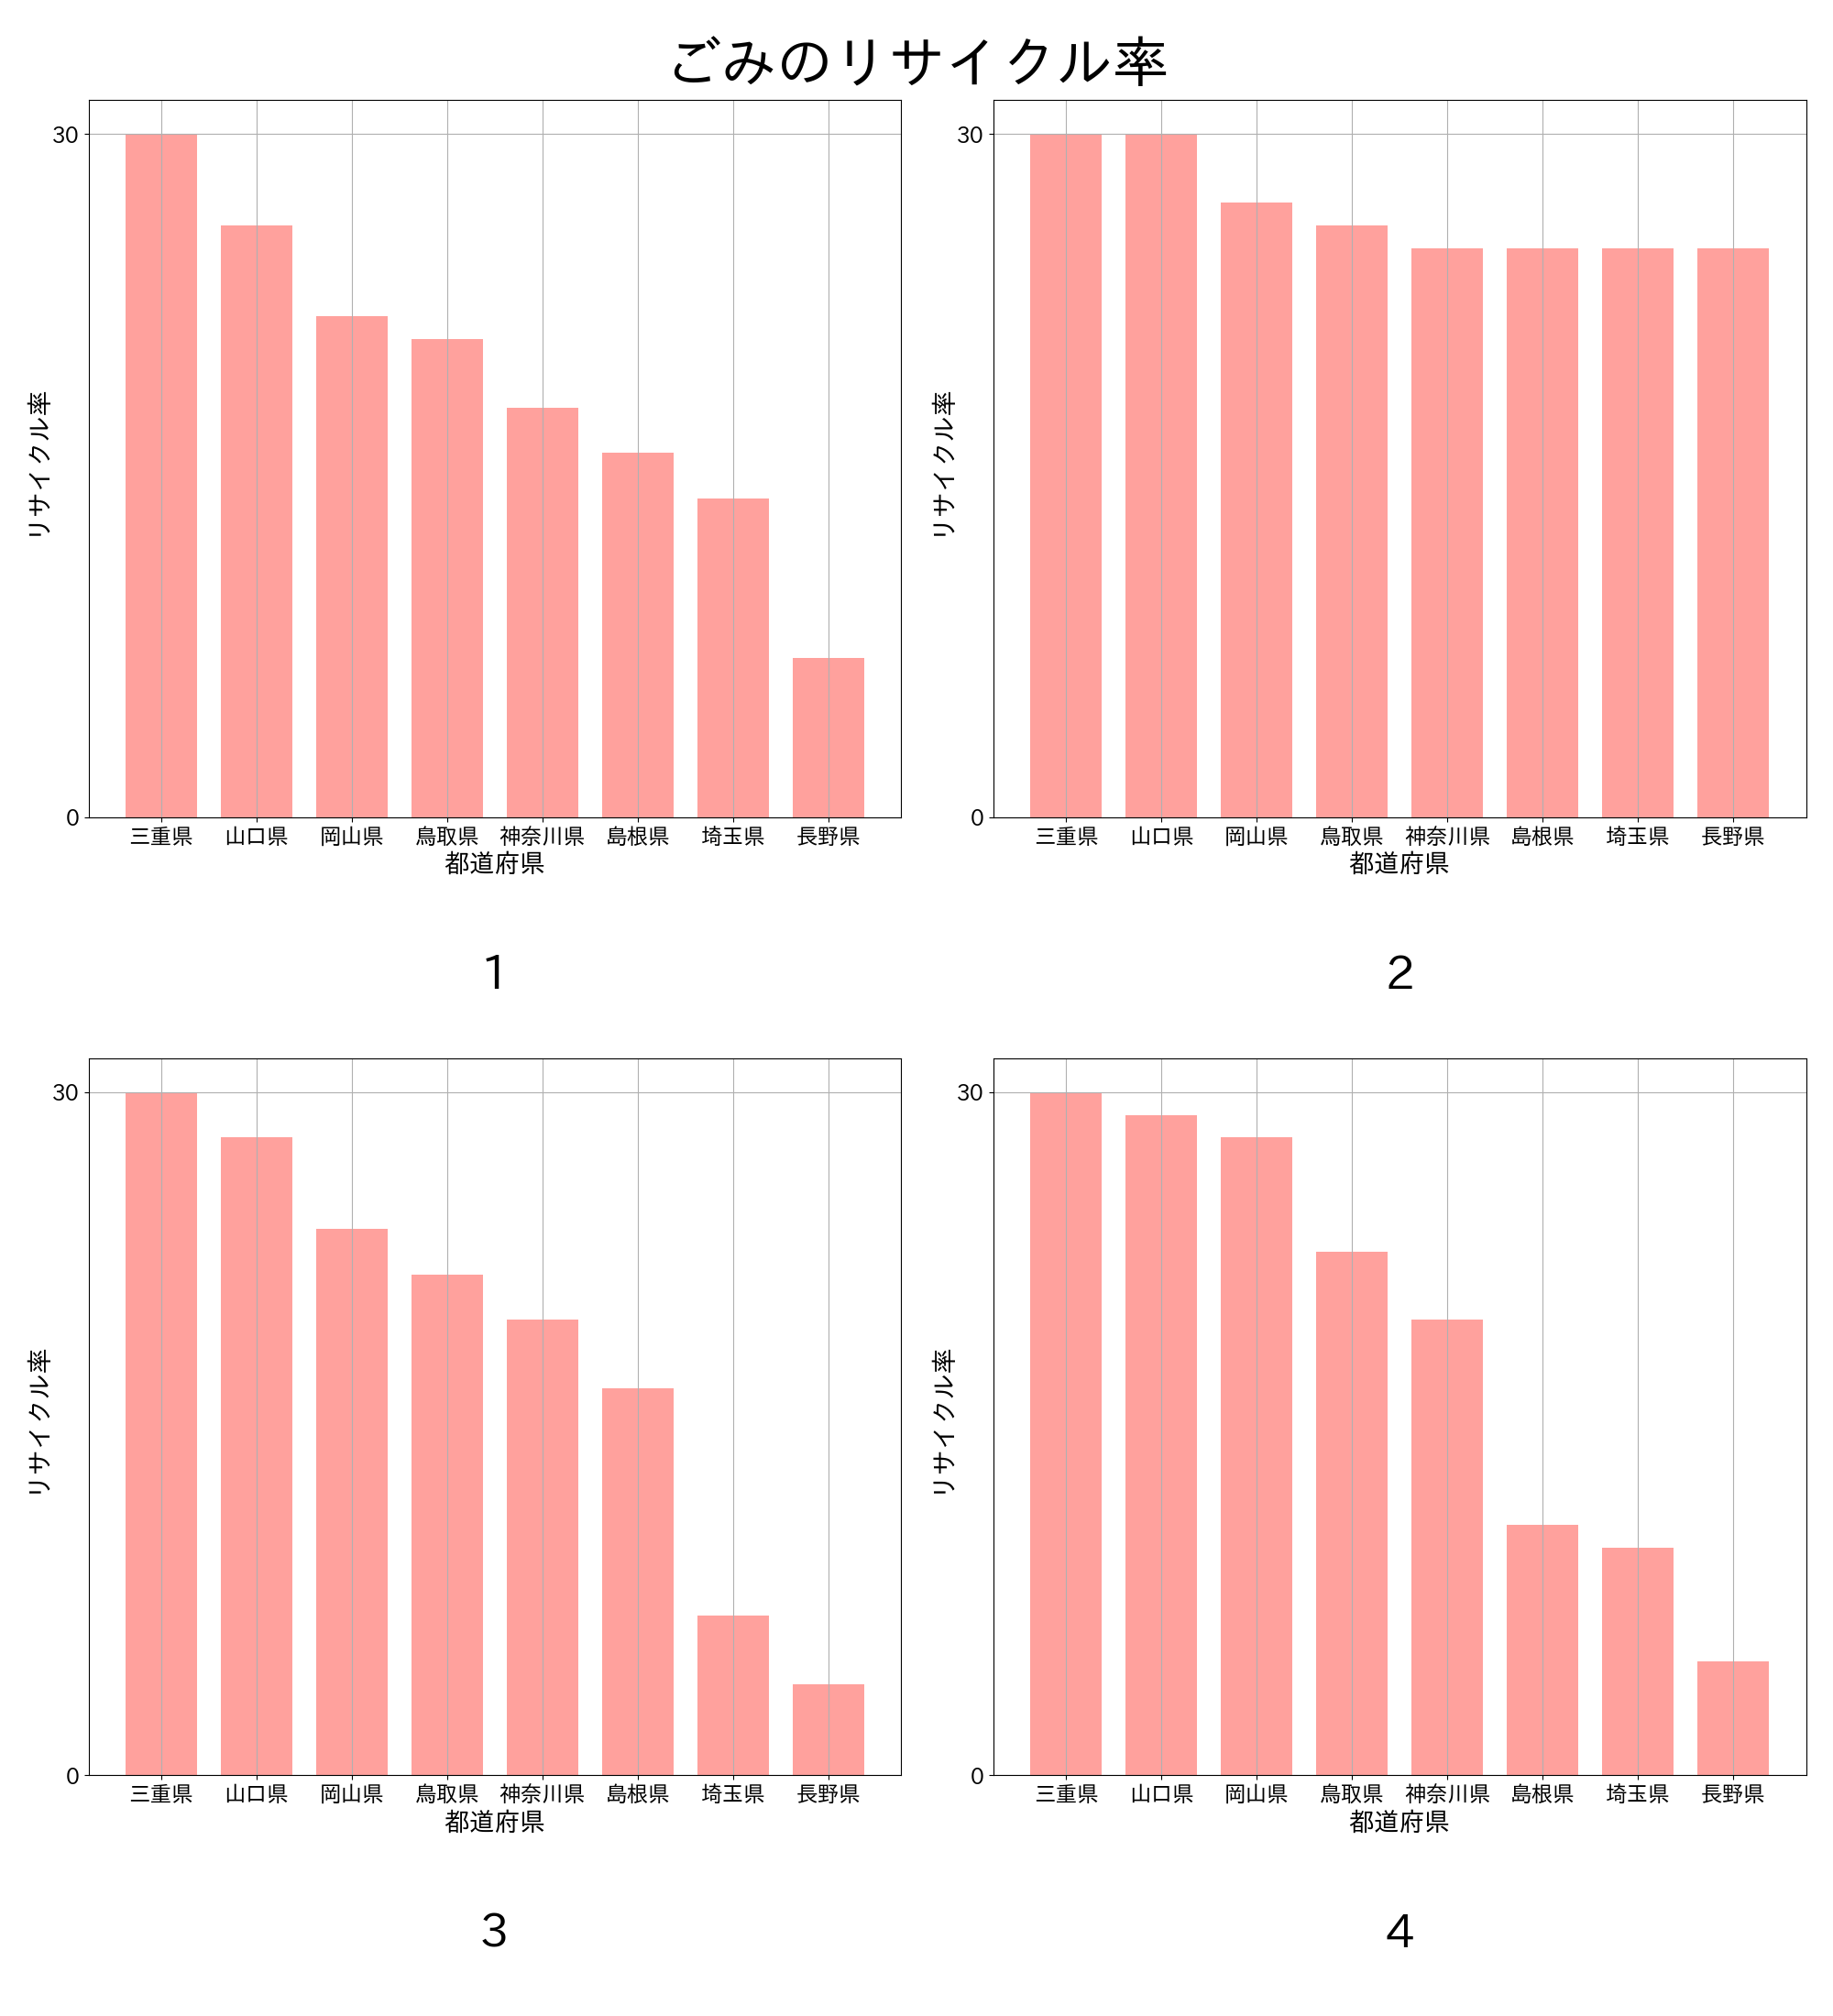 ごみのリサイクル率
30
0
リサイクル率
三重県 山口県 岡山県 鳥取県 神奈川県 島根県 埼玉県 長野県
都道府県
1
30
0
リサイクル率
三重県 山口県 岡山県 鳥取県 神奈川県 島根県 埼玉県 長野県
都道府県
2
30
0
リサイクル率
三重県 山口県 岡山県 鳥取県 神奈川県 島根県 埼玉県 長野県
都道府県
3
30
0
リサイクル率
三重県 山口県 岡山県 鳥取県 神奈川県 島根県 埼玉県 長野県
都道府県
4